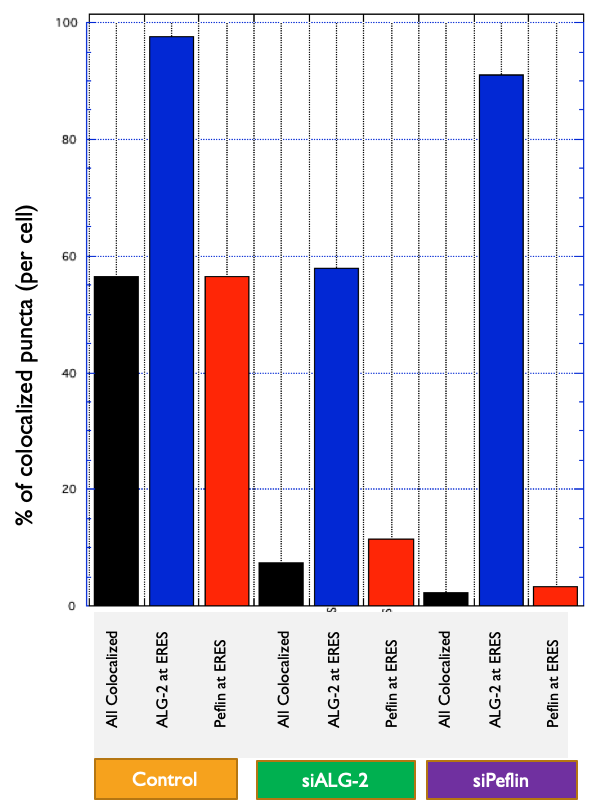 100
80
60
40
20
0
% of colocalized puncta (per cell)
All Colocalized
ALG-2 at ERES
Peflin at ERES
All Colocalized
ALG-2 at ERES
Peflin at ERES
All Colocalized
ALG-2 at ERES
Peflin at ERES
Control
siALG-2
siPeflin